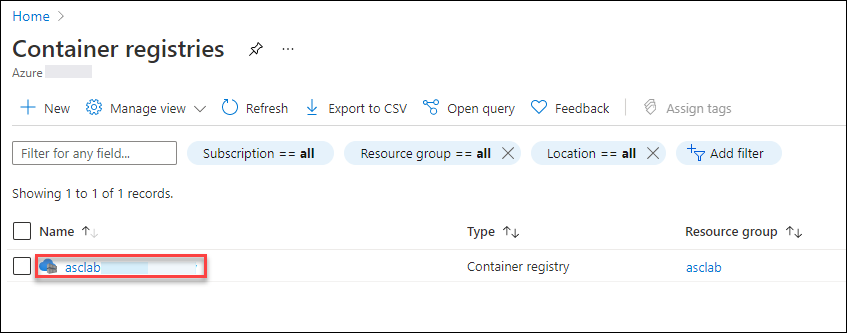 Home >
Container registries ...
Azure
+ New Manage view Refresh Export to CSV Open query Feedback Assign tags
Filter for any field... Subscription == all Resource group == all Location == all Add filter
Showing 1 to 1 of 1 records.
Name Type Resource group
asclab Container registry asclab